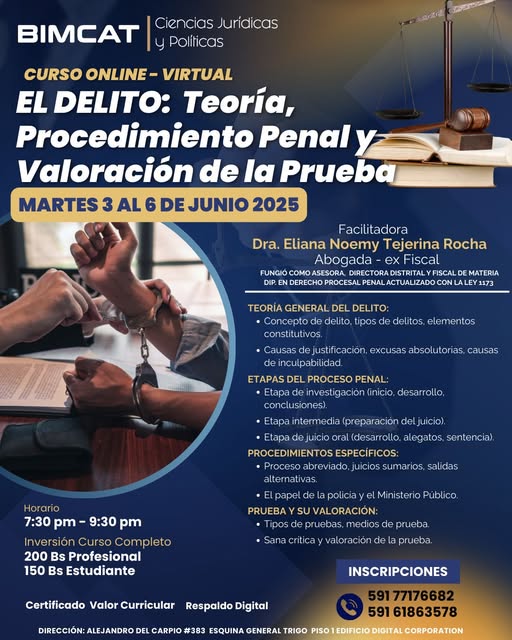 BIMCAT
Ciencias Jurídicas
y Políticas
CURSO ONLINE - VIRTUAL
EL DELITO: Teoría,
Procedimiento Penal y
Valoración de la Prueba
MARTES 3 AL 6 DE JUNIO 2025
Facilitadora
Dra. Eliana Noemy Tejerina Rocha
Abogada - ex Fiscal
FUNGIÓ COMO ASESORA, DIRECTORA DISTRITAL Y FISCAL DE MATERIA
DIP. EN DERECHO PROCESAL PENAL ACTUALIZADO CON LA LEY 1173
TEORÍA GENERAL DEL DELITO:
• Concepto de delito, tipos de delitos, elementos
constitutivos.
• Causas de justificación, excusas absolutorias, causas
de inculpabilidad.
ETAPAS DEL PROCESO PENAL:
• Etapa de investigación (inicio, desarrollo,
conclusiones).
• Etapa intermedia (preparación del juicio).
• Etapa de juicio oral (desarrollo, alegatos, sentencia).
PROCEDIMIENTOS ESPECÍFICOS:
• Proceso abreviado, juicios sumarios, salidas
alternativas.
• El papel de la policía y el Ministerio Público.
PRUEBA Y SU VALORACIÓN:
• Tipos de pruebas, medios de prueba.
• Sana crítica y valoración de la prueba.
Horario
7:30 pm - 9:30 pm
Inversión Curso Completo
200 Bs Profesional
150 Bs Estudiante
INSCRIPCIONES
591 77176682
591 61863578
Certificado Valor Curricular Respaldo Digital
DIRECCIÓN: ALEJANDRO DEL CARPIO #383 ESQUINA GENERAL TRIGO PISO 1 EDIFICIO DIGITAL CORPORATION